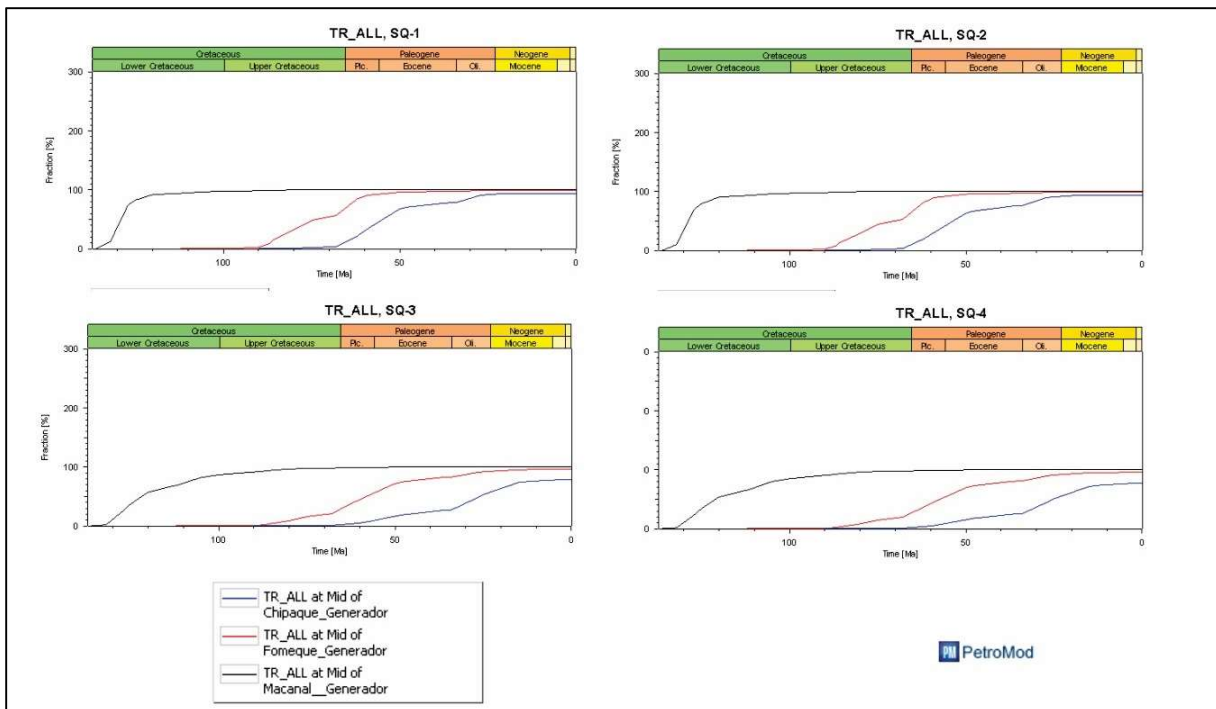 TR_ALL, SQ-1
Cretaceous Paleogene Neogene
Lower Cretaceous Upper Cretaceous Plc. Eocene Oli. Miocene
300
200
100
0
Fraction [%]
100 50 0
Time [Ma]
TR_ALL, SQ-2
Cretaceous Paleogene Neogene
Lower Cretaceous Upper Cretaceous Plc. Eocene Oli. Miocene
300
200
100
0
Fraction [%]
100 50 0
Time [Ma]
TR_ALL, SQ-3
Cretaceous Paleogene Neogene
Lower Cretaceous Upper Cretaceous Plc. Eocene Oli. Miocene
300
200
100
0
Fraction [%]
100 50 0
Time [Ma]
TR_ALL, SQ-4
Cretaceous Paleogene Neogene
Lower Cretaceous Upper Cretaceous Plc. Eocene Oli. Miocene
0
0
0
0
Fraction [%]
100 50 0
Time [Ma]
TR_ALL at Mid of
Chipaque_Generador
TR_ALL at Mid of
Fomeque_Generador
TR_ALL at Mid of
Macanal__Generador
PM PetroMod